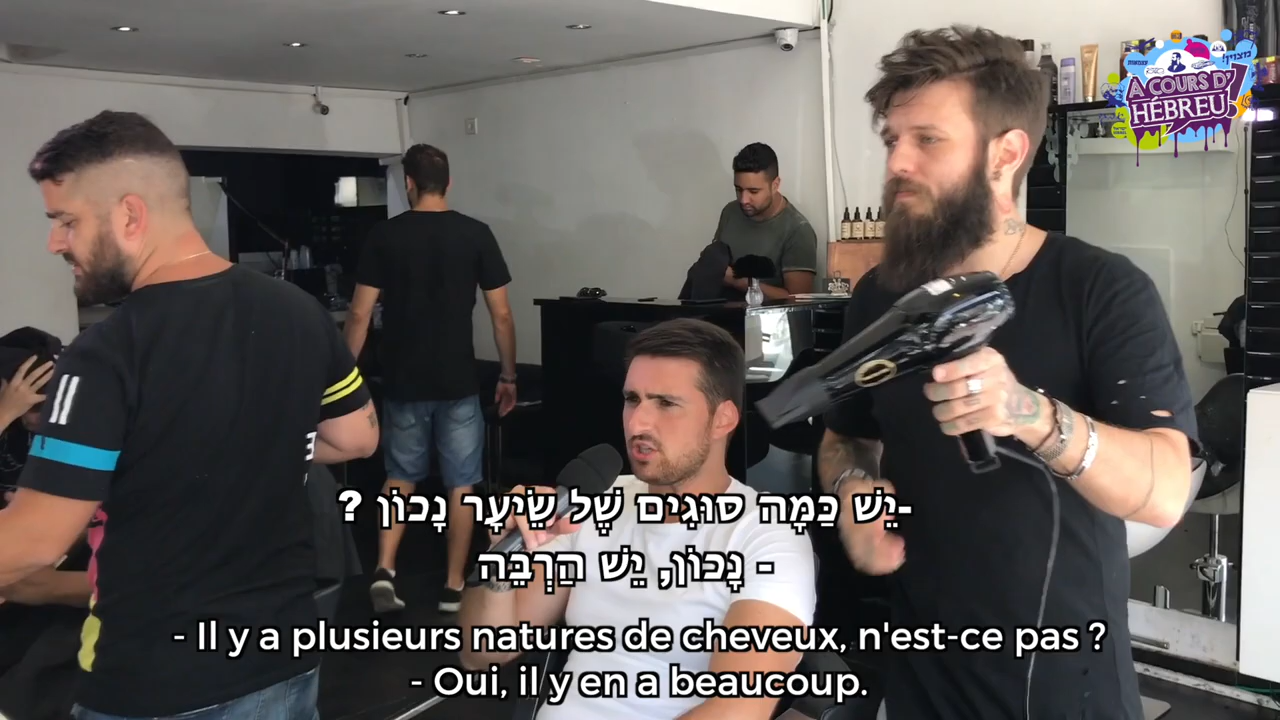 מצויין!
À COURS D'
HÉBREU
-יֵשׁ כַּמָּה סוּגִים שֶׁל שֵׂיעָר נָכוֹן ?
- נָכוֹן, יֵשׁ הַרְבֵּה
- Il y a plusieurs natures de cheveux, n'est-ce pas ?
- Oui, il y en a beaucoup.